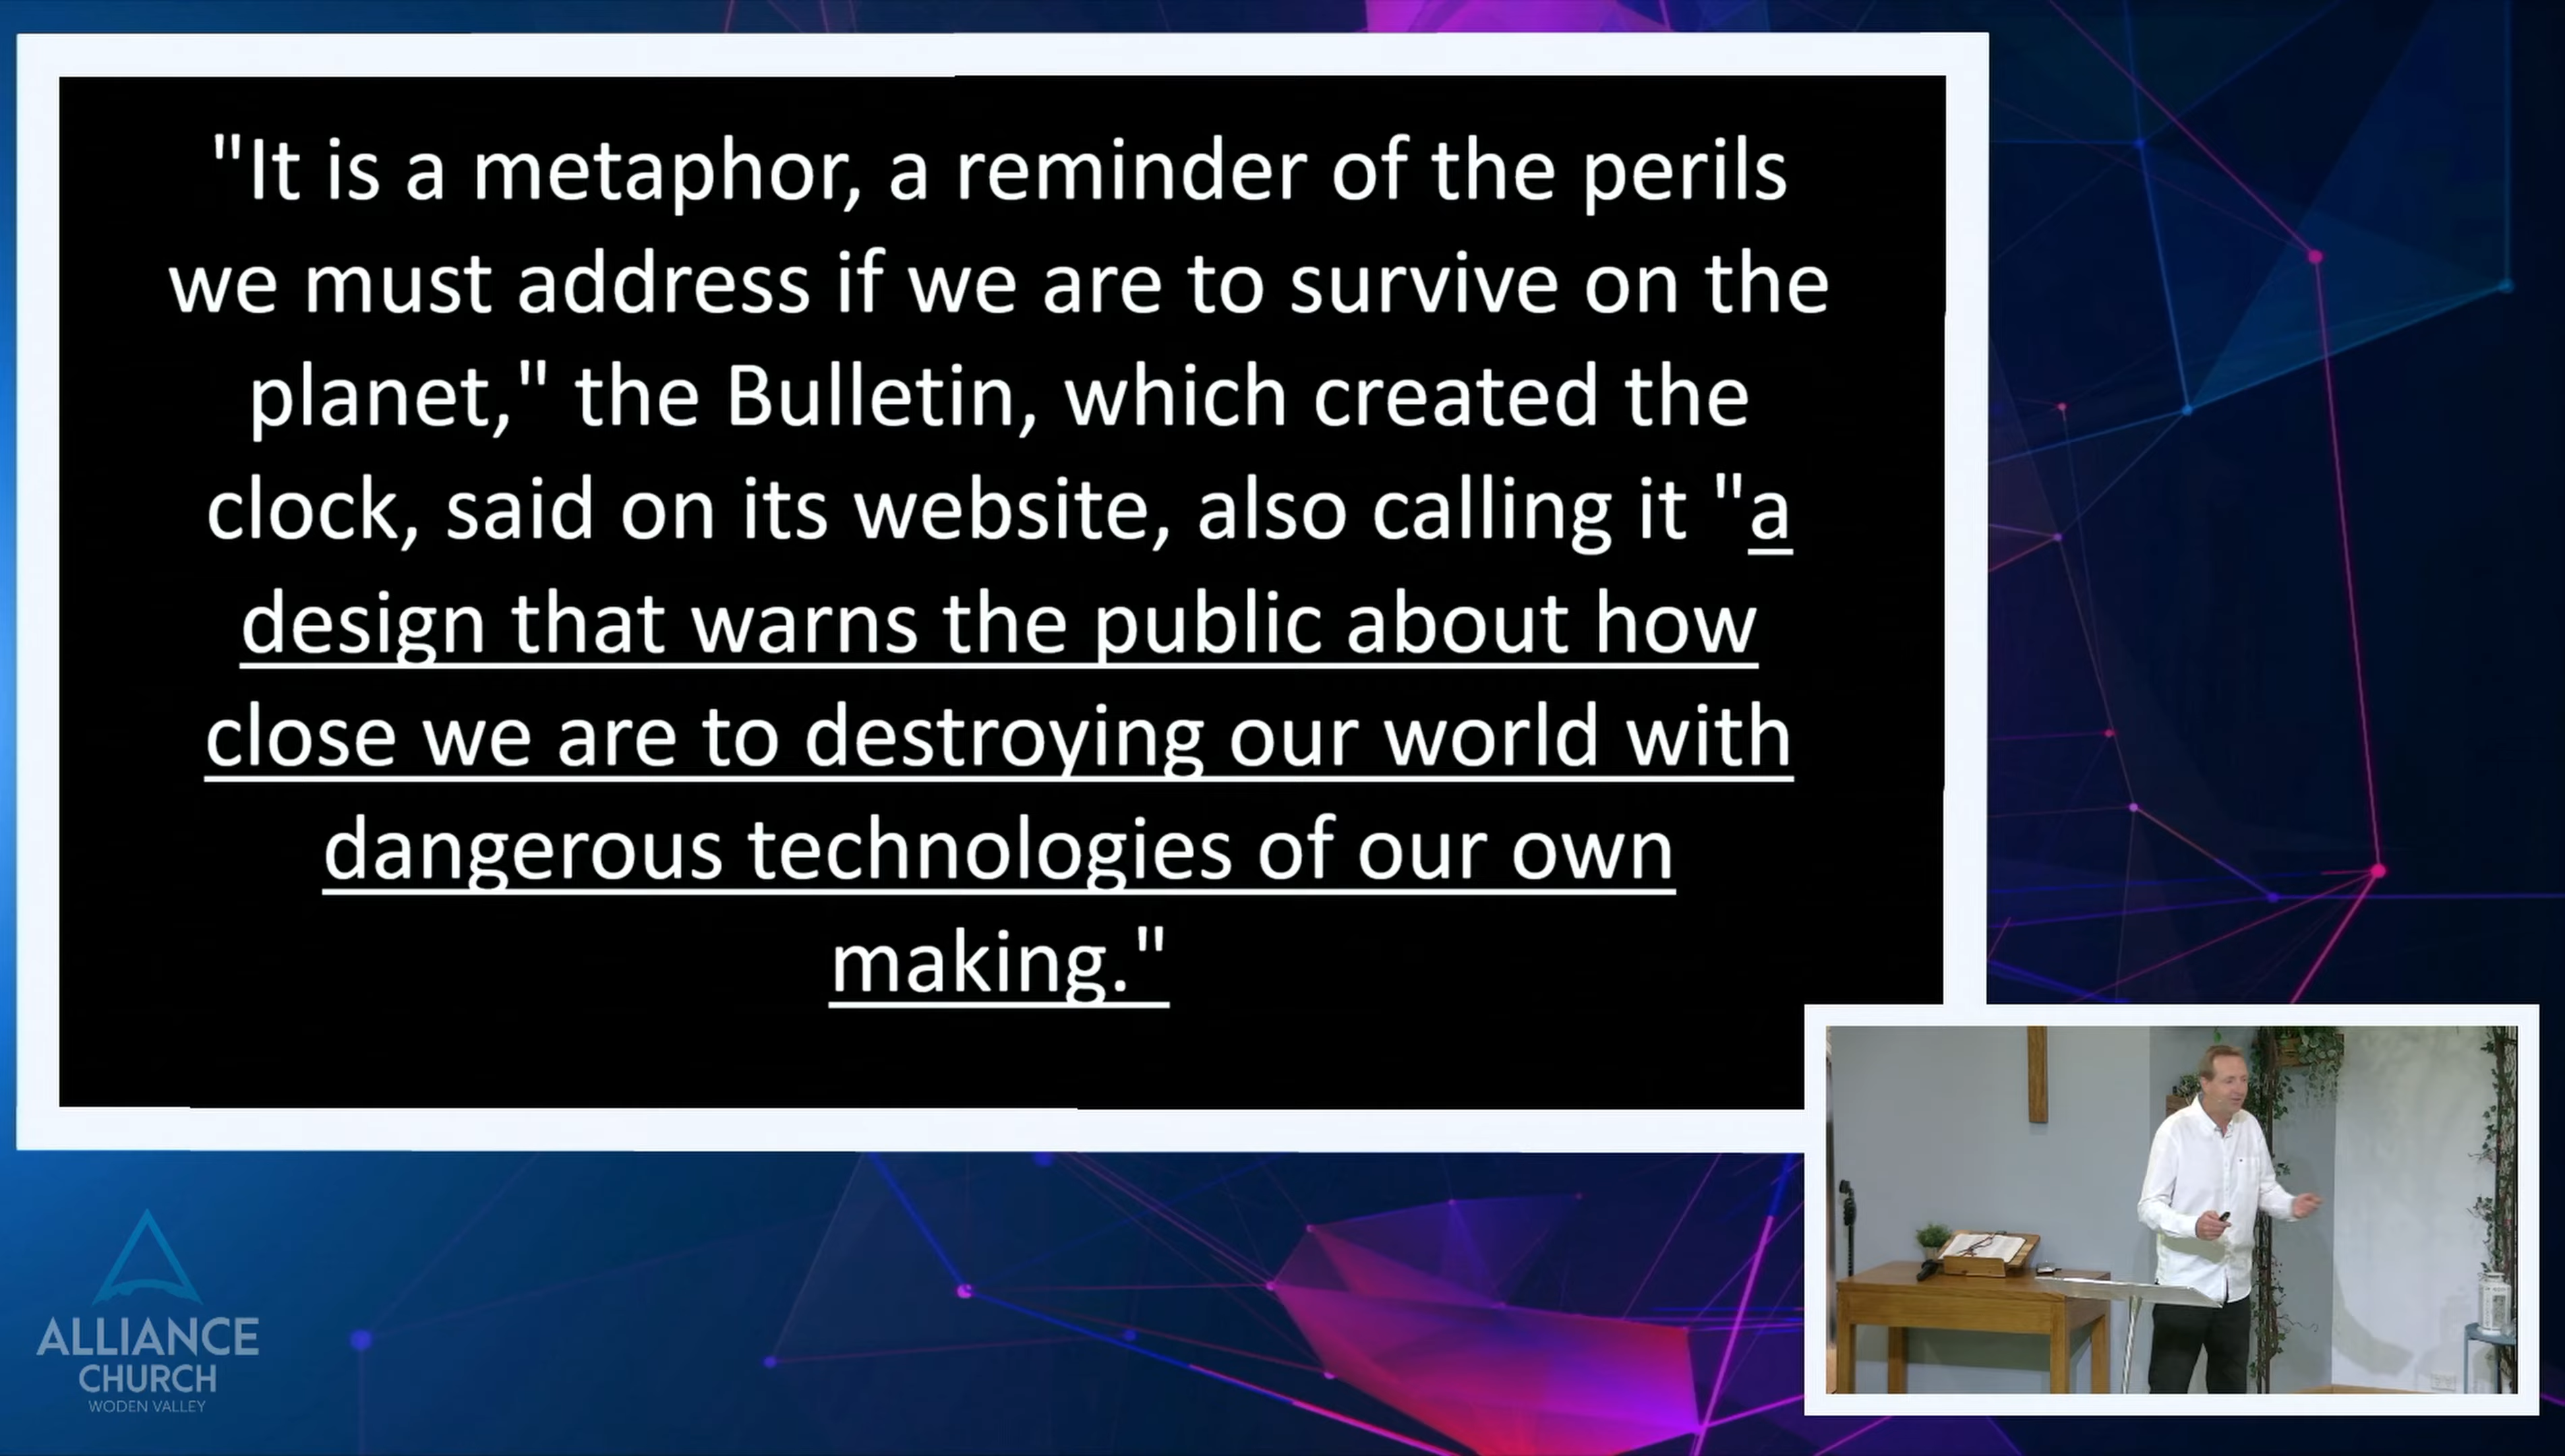 "It is a metaphor, a reminder of the perils
we must address if we are to survive on the
planet," the Bulletin, which created the
clock, said on its website, also calling it "a
design that warns the public about how
close we are to destroying our world with
dangerous technologies of our own
making."
ALLIANCE
CHURCH
WODEN VALLEY